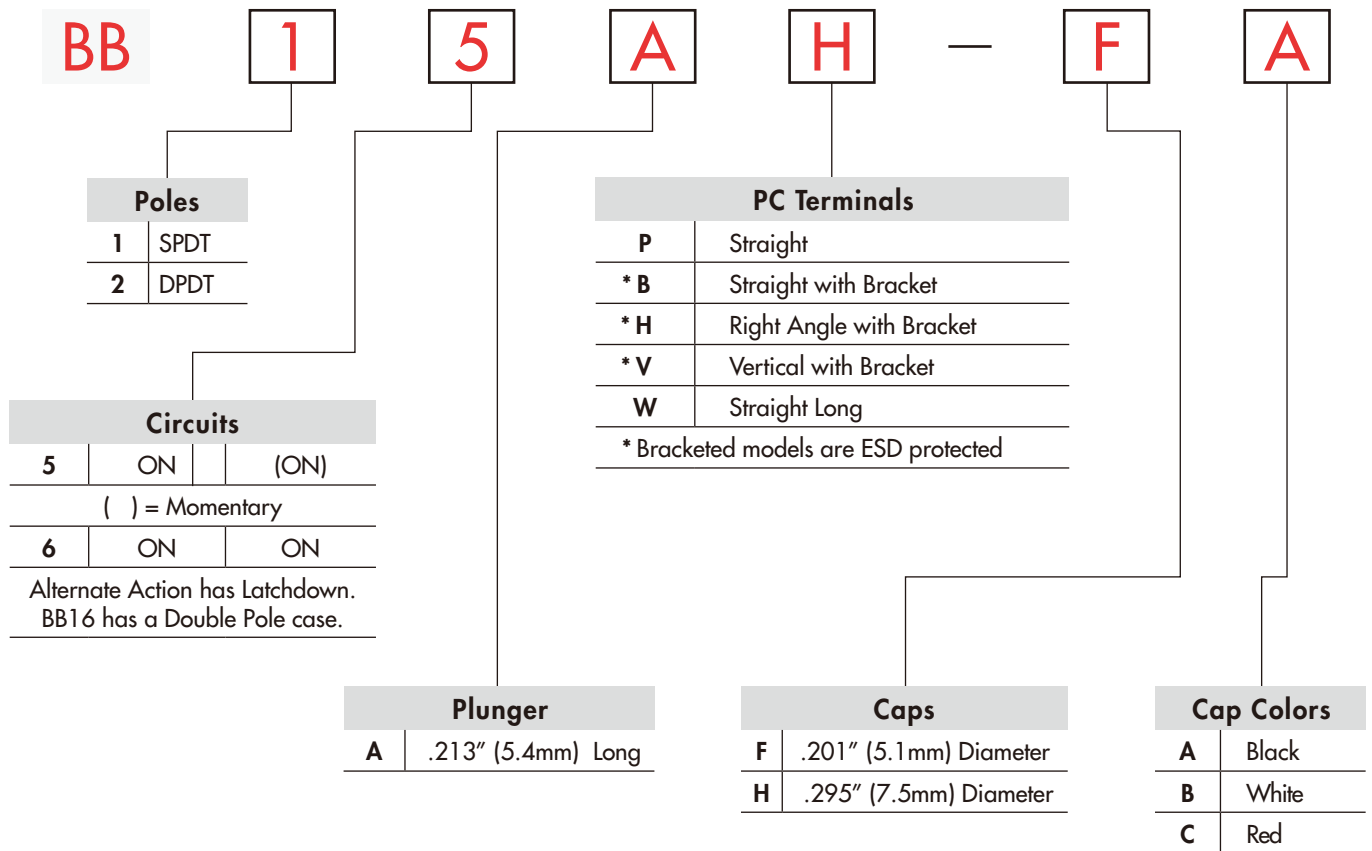 BB 1 5 A H — F A
Poles
1 SPDT
2 DPDT
PC Terminals
P Straight
* B Straight with Bracket
* H Right Angle with Bracket
* V Vertical with Bracket
W Straight Long
* Bracketed models are ESD protected
Circuits
5 ON (ON)
( ) = Momentary
6 ON ON
Alternate Action has Latchdown.
BB16 has a Double Pole case.
Plunger
A .213" (5.4mm) Long
Caps
F .201" (5.1mm) Diameter
H .295" (7.5mm) Diameter
Cap Colors
A Black
B White
C Red